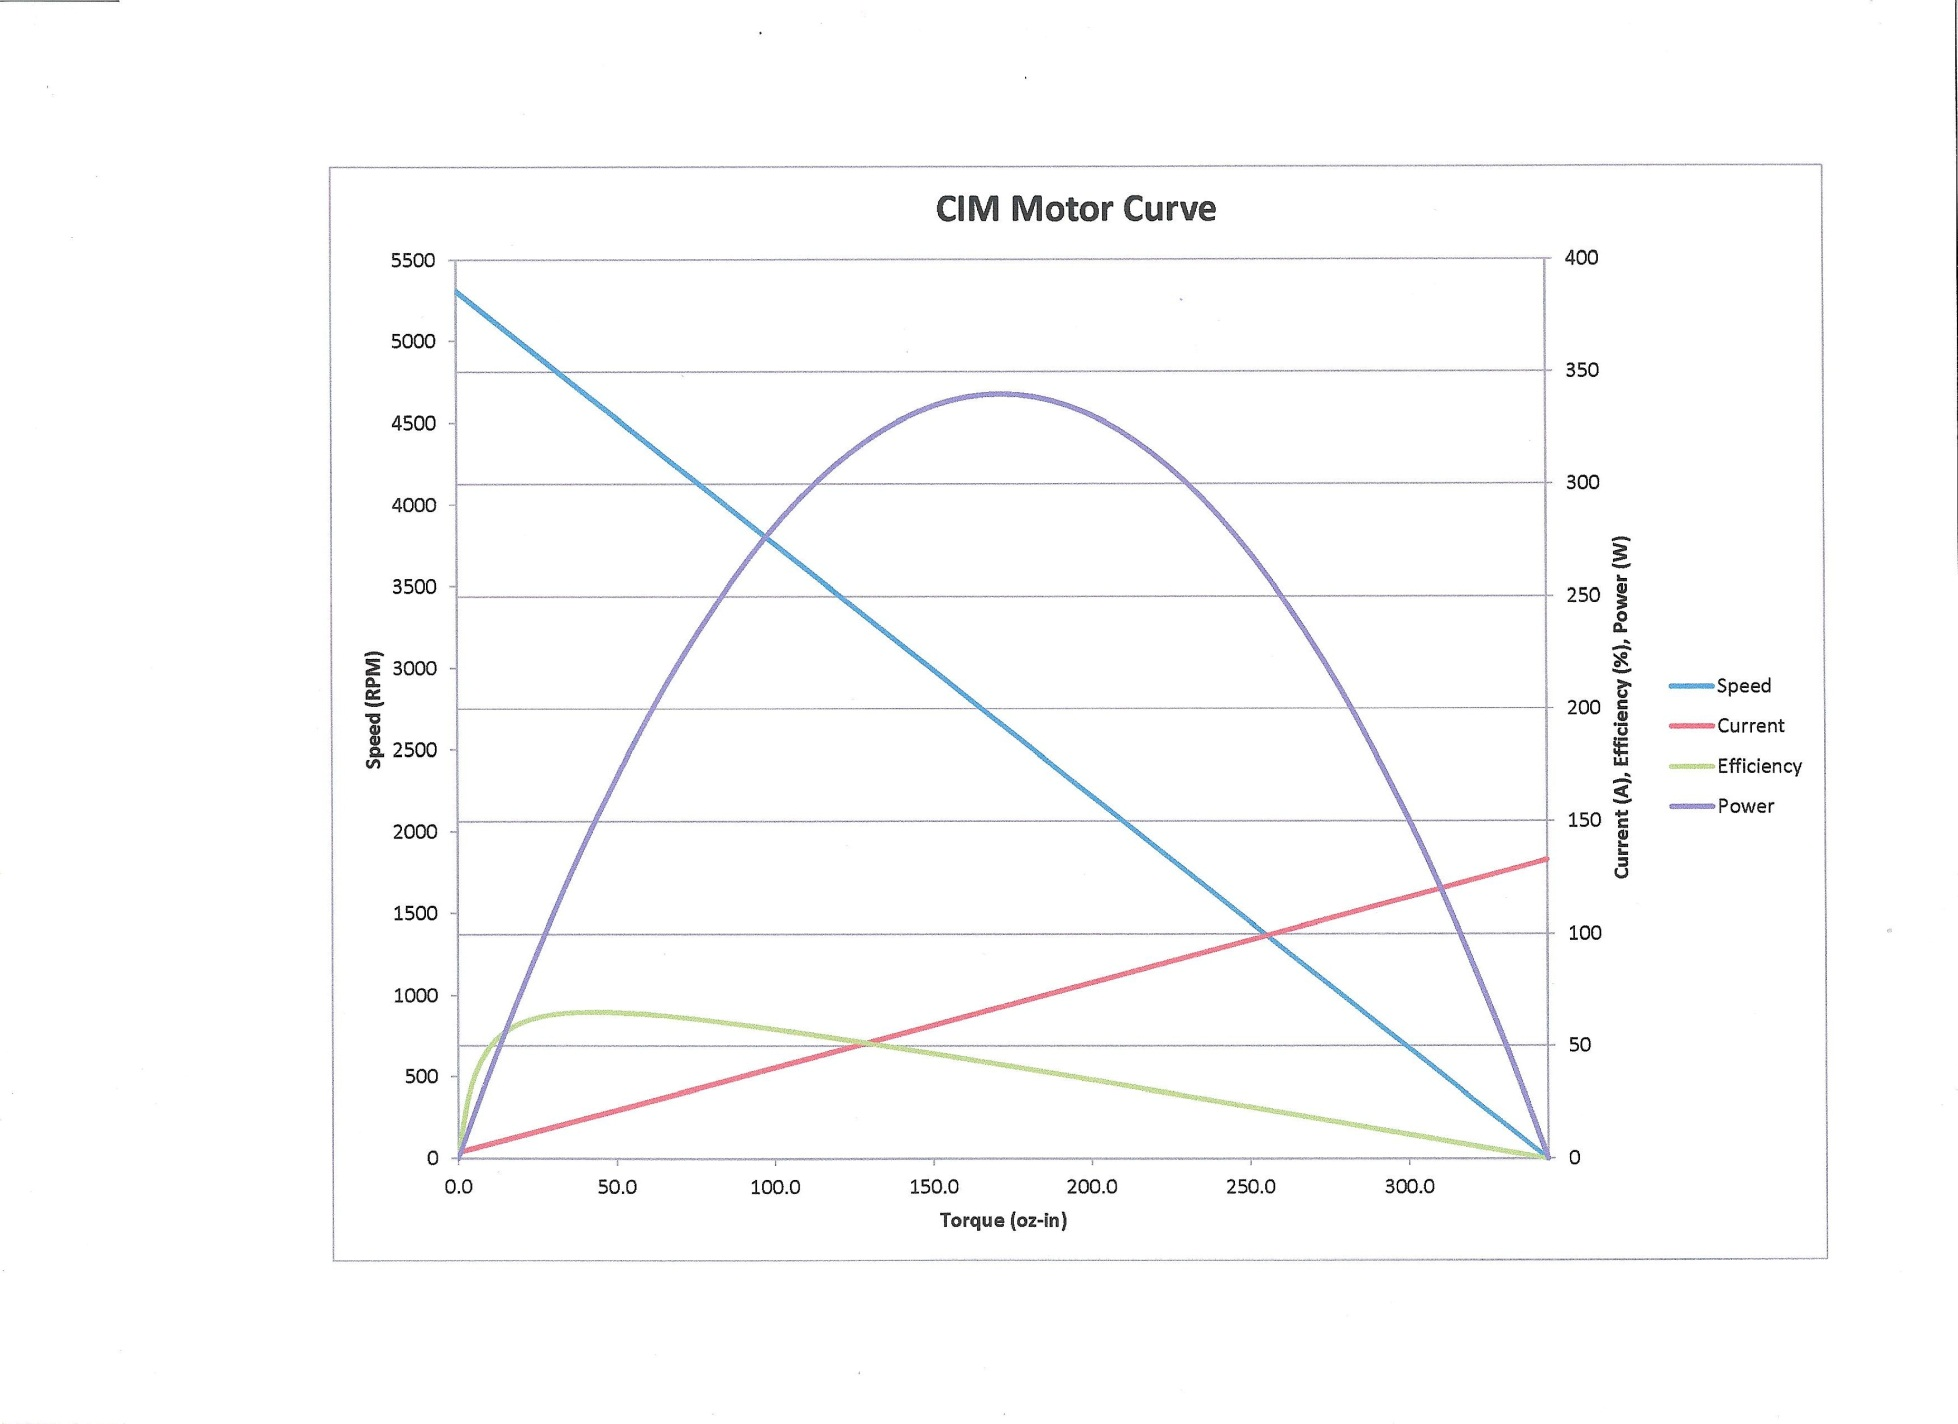 CIM Motor Curve
5500
5000
4500
4000
3500
3000
2500
2000
1500
1000
500
0
Speed (RPM)
400
350
300
250
200
150
100
50
0
Current (A), Efficiency (%), Power (W)
0.0 50.0 100.0 150.0 200.0 250.0 300.0
Torque (oz-in)
Speed
Current
Efficiency
Power